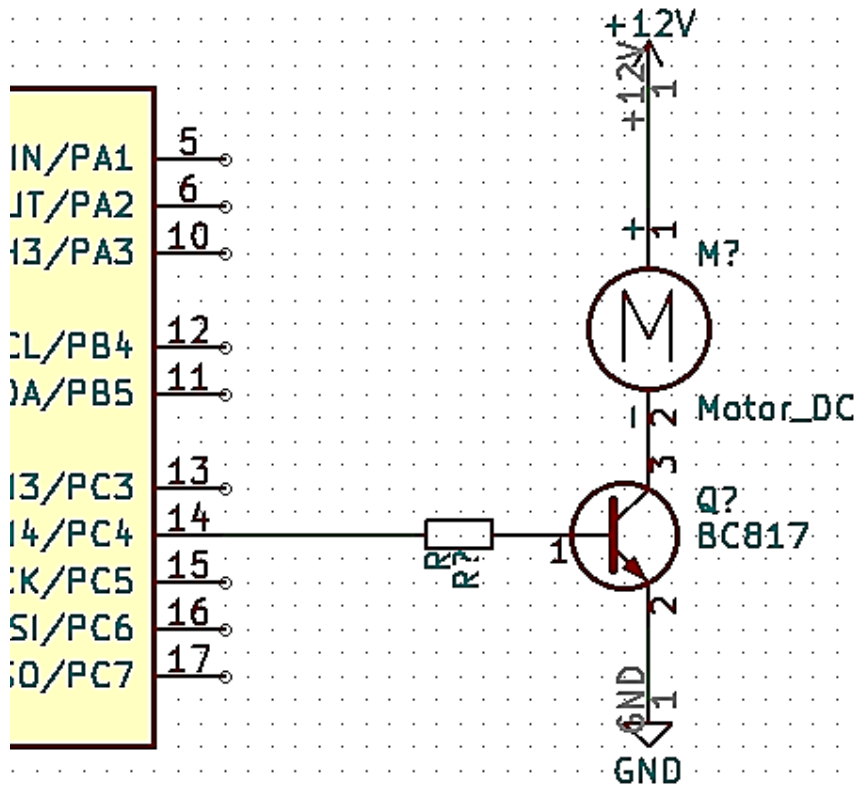 +12V
+12V
1
IN/PA1 5
UT/PA2 6
H3/PA3 10
+
1
M?
M
CL/PB4 12
DA/PB5 11
-
2
Motor_DC
13/PC3 13
3
14/PC4 14
R
R?
1
Q?
BC817
CK/PC5 15
SI/PC6 16
2
SO/PC7 17
GND
1
GND